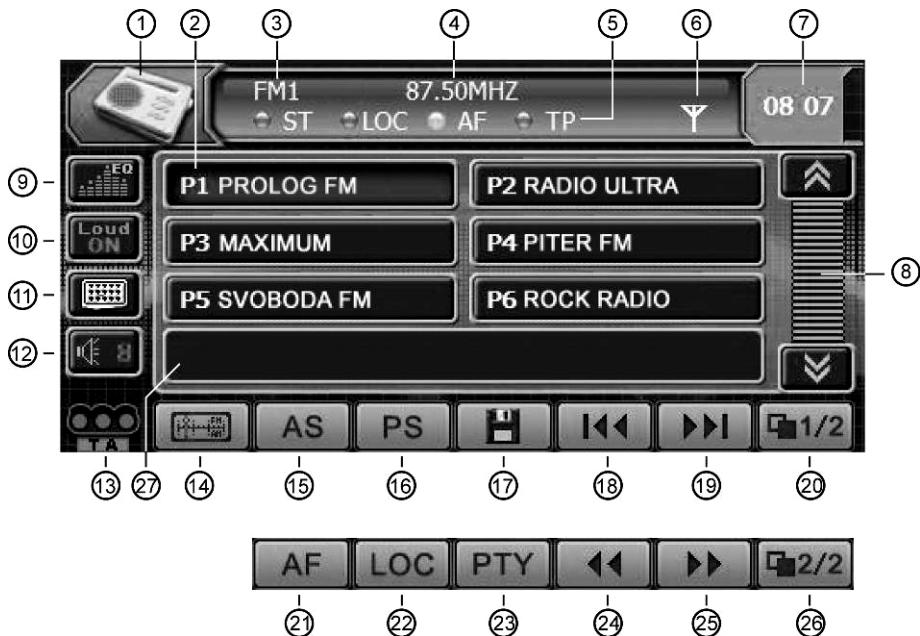 1 2 3 4 5 6 7
FM1 87.50MHZ
ST LOC AF TP
08 07
9 EQ
P1 PROLOG FM P2 RADIO ULTRA
10 Loud ON
P3 MAXIMUM P4 PITER FM
8
11
P5 SVOBODA FM P6 ROCK RADIO
12 8
TA FM AM AS PS 1/2
13 27 14 15 16 17 18 19 20
AF LOC PTY 2/2
21 22 23 24 25 26